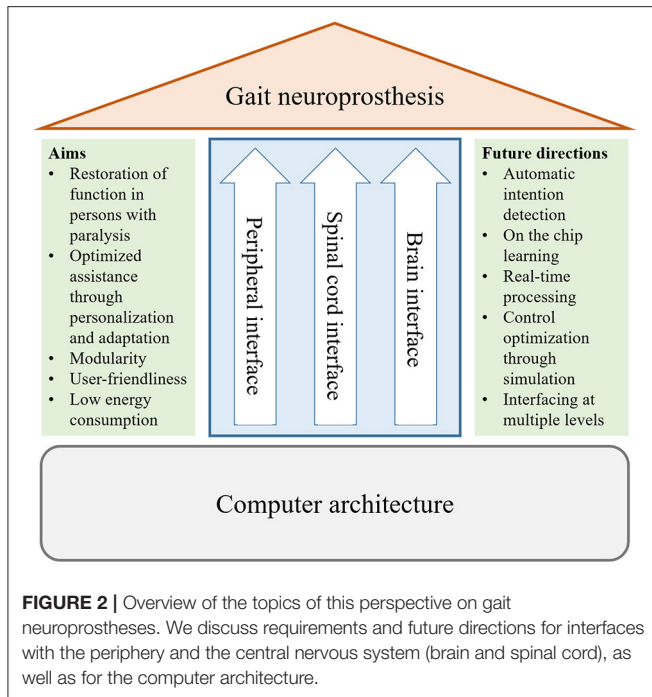 Gait neuroprosthesis
Aims
• Restoration of
function in
persons with
paralysis
• Optimized
assistance
through
personalization
and adaptation
• Modularity
• User-friendliness
• Low energy
consumption
Peripheral interface
Spinal cord interface
Brain interface
Future directions
• Automatic
intention
detection
• On the chip
learning
• Real-time
processing
• Control
optimization
through
simulation
• Interfacing at
multiple levels
Computer architecture
FIGURE 2 | Overview of the topics of this perspective on gait
neuroprostheses. We discuss requirements and future directions for interfaces
with the periphery and the central nervous system (brain and spinal cord), as
well as for the computer architecture.